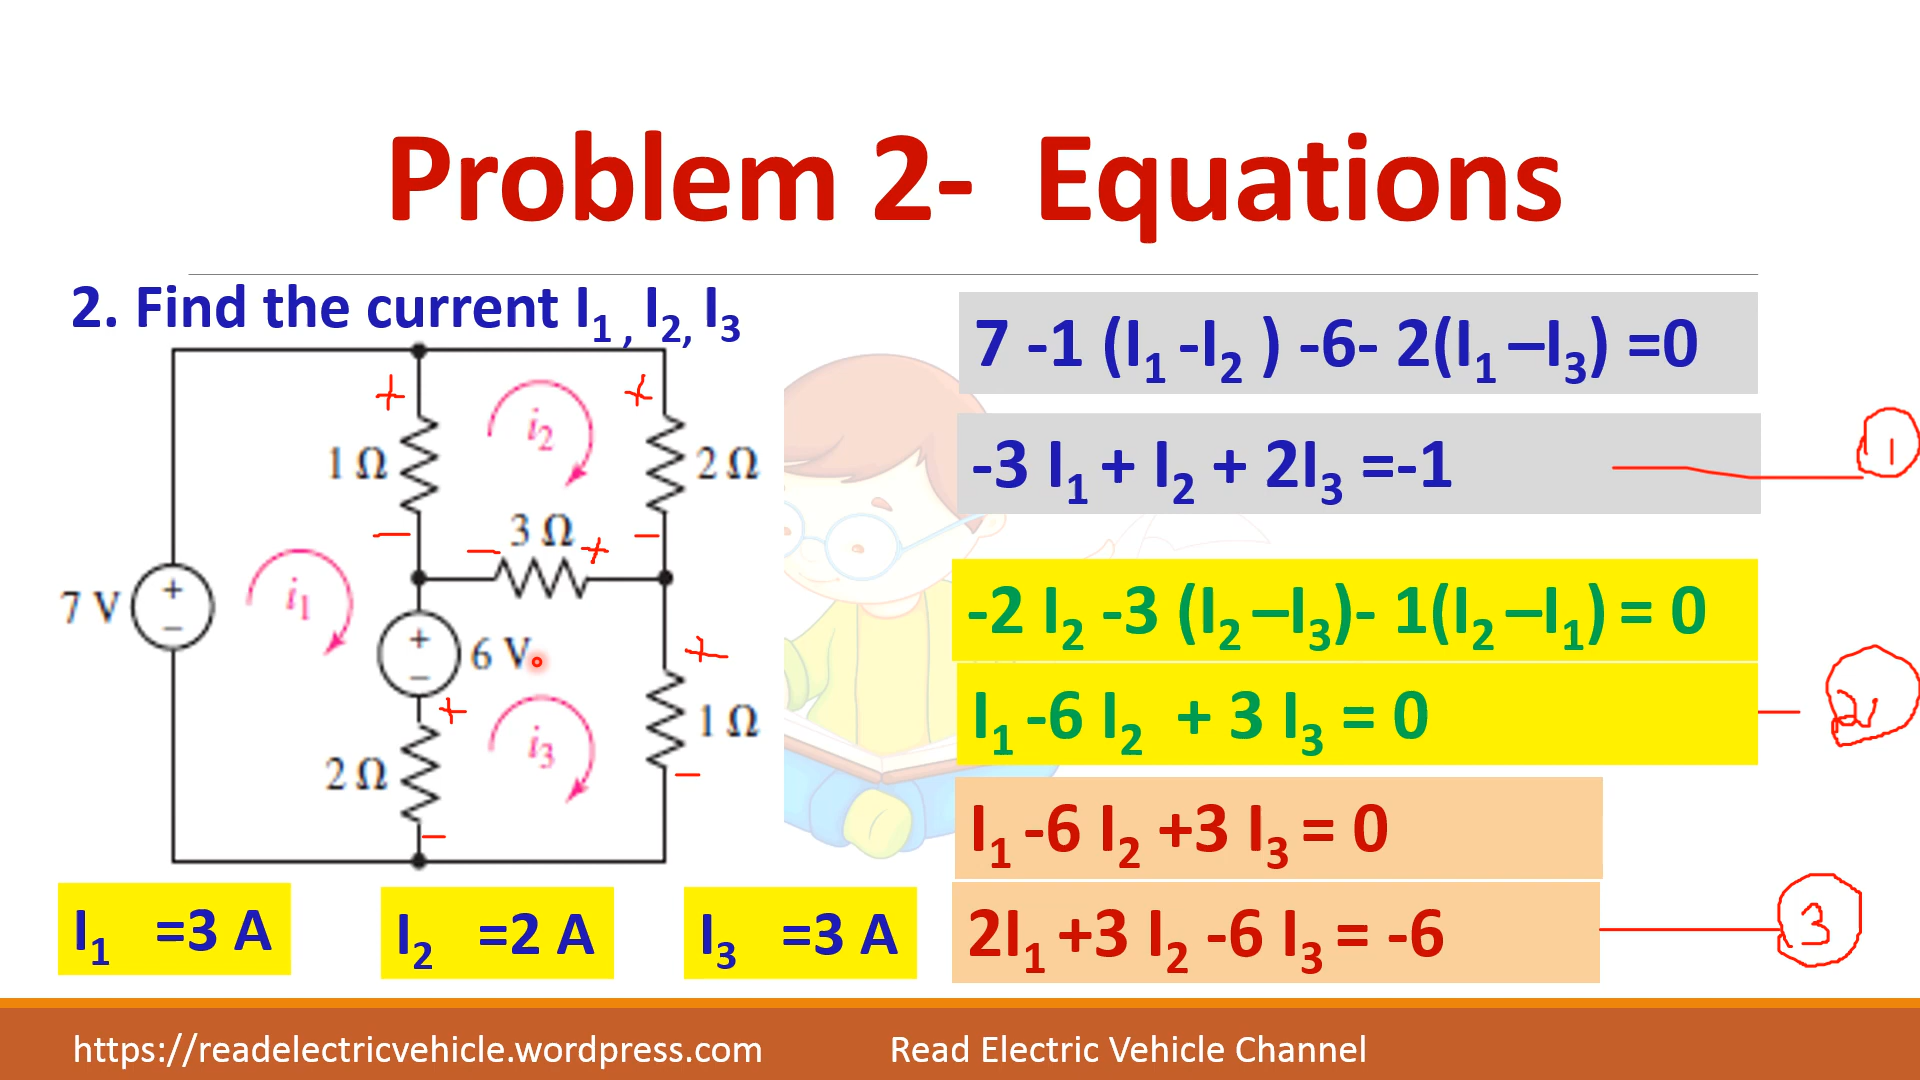 Problem 2-  Equations
2. Find the current I₁ , I₂, I₃
7 V
+
−
i₁
1 Ω
+
−
i₂
+
−
2 Ω
3 Ω
−
+
+
−
6 V
+
−
2 Ω
i₃
+
−
1 Ω
7 -1 (I₁ -I₂ ) -6- 2(I₁ –I₃) =0
-3 I₁ + I₂ + 2I₃ =-1
1
-2 I₂ -3 (I₂ –I₃)- 1(I₂ –I₁) = 0
I₁ -6 I₂ + 3 I₃ = 0
2
I₁ -6 I₂ +3 I₃ = 0
2I₁ +3 I₂ -6 I₃ = -6
3
I₁ =3 A
I₂ =2 A
I₃ =3 A
https://readelectricvehicle.wordpress.com
Read Electric Vehicle Channel